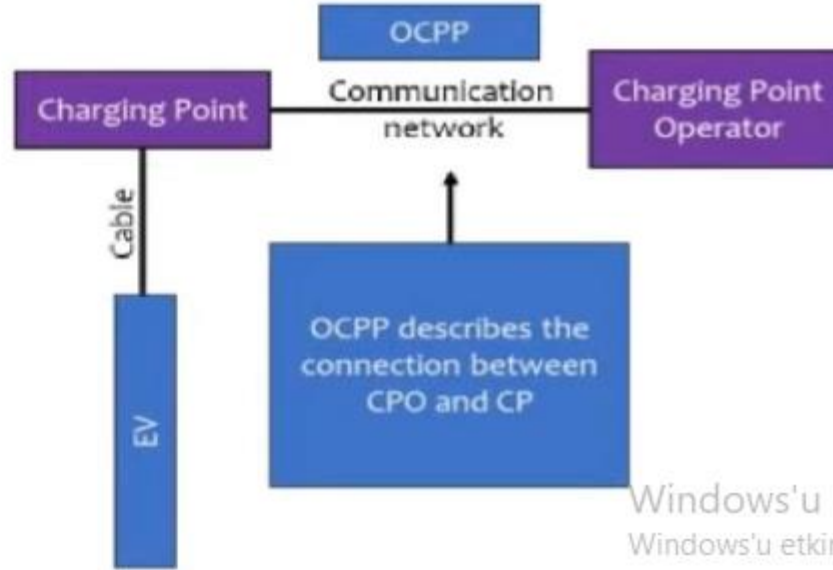 OCPP
Charging Point
Communication
network
Charging Point
Operator
Cable
OCPP describes the
connection between
CPO and CP
EV
Windows'u
Windows'u